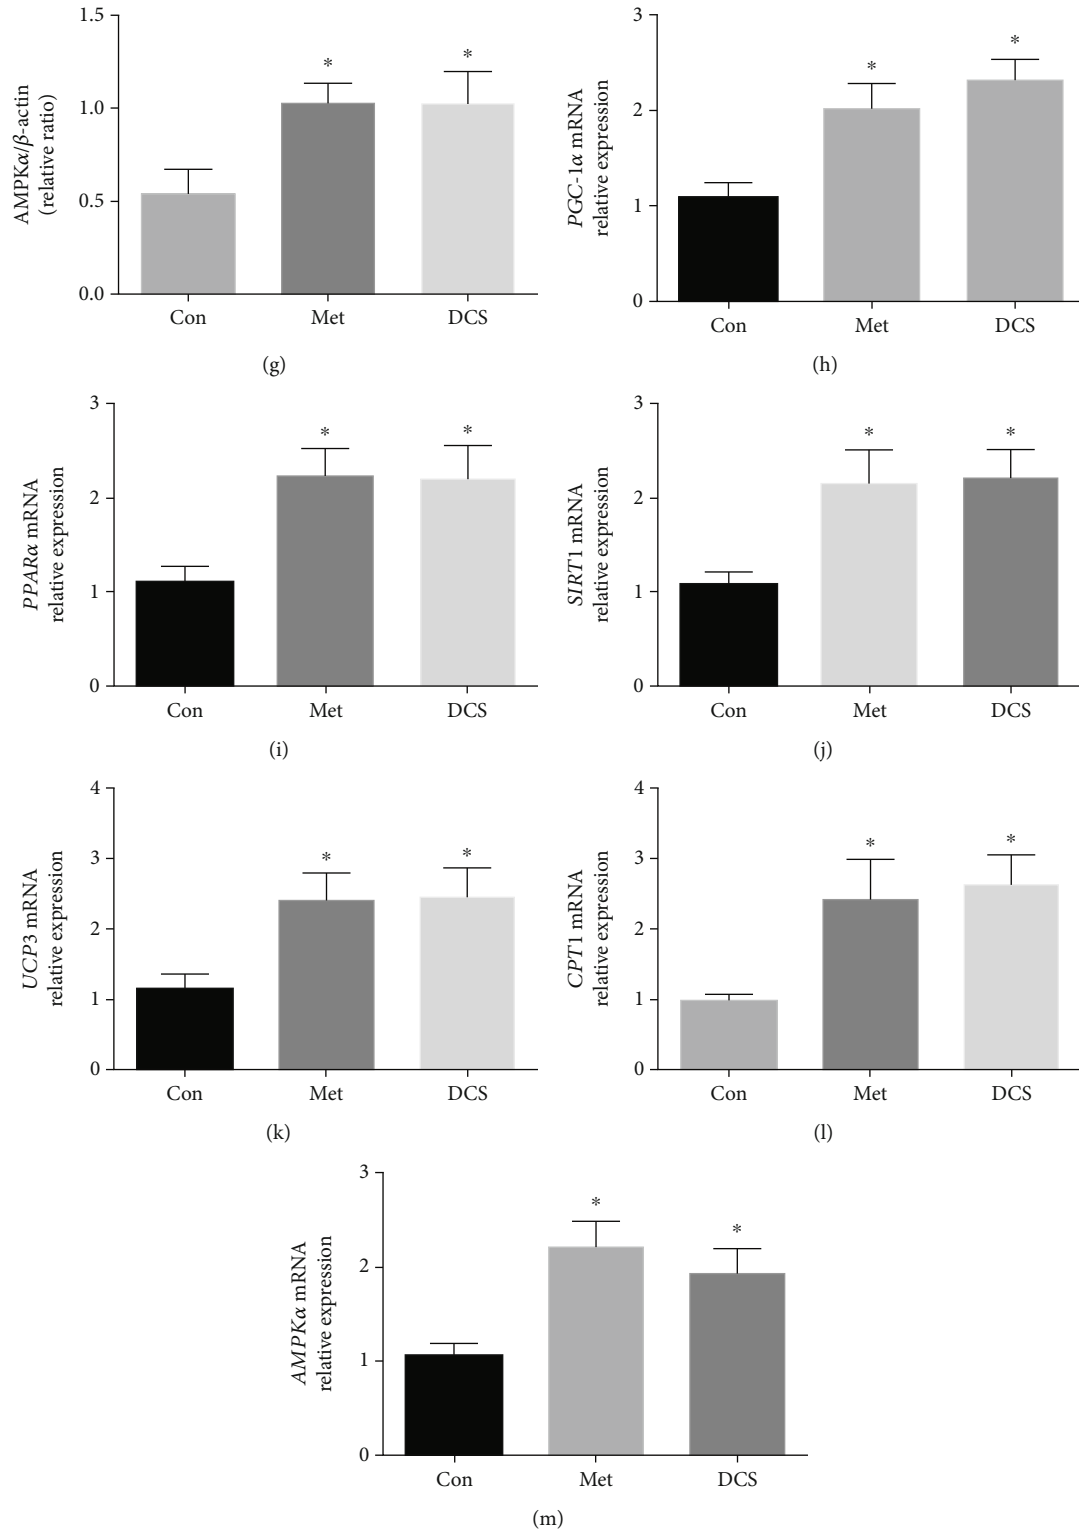 AMPKα/β-actin
(relative ratio)
1.5
1.0
0.5
0.0
*
*
Con
Met
DCS
(g)
PGC-1α mRNA
relative expression
3
2
1
0
*
*
Con
Met
DCS
(h)
PPARα mRNA
relative expression
3
2
1
0
*
*
Con
Met
DCS
(i)
SIRT1 mRNA
relative expression
3
2
1
0
*
*
Con
Met
DCS
(j)
UCP3 mRNA
relative expression
4
3
2
1
0
*
*
Con
Met
DCS
(k)
CPT1 mRNA
relative expression
4
3
2
1
0
*
*
Con
Met
DCS
(l)
AMPKα mRNA
relative expression
3
2
1
0
*
*
Con
Met
DCS
(m)